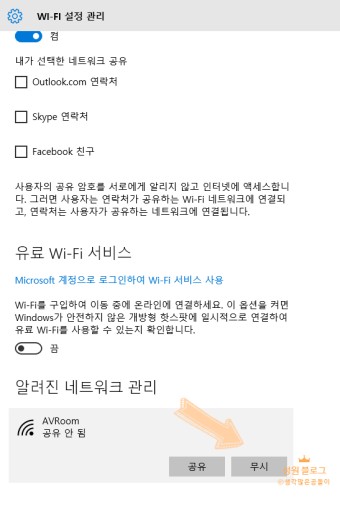 WI-FI 설정 관리
켬
내가 선택한 네트워크 공유
Outlook.com 연락처
Skype 연락처
Facebook 친구
사용자의 공유 암호를 서로에게 알리지 않고 인터넷에 액세스합니
다. 그러면 사용자는 연락처가 공유하는 Wi-Fi 네트워크에 연결되
고, 연락처는 사용자가 공유하는 네트워크에 연결됩니다.
유료 Wi-Fi 서비스
Microsoft 계정으로 로그인하여 Wi-Fi 서비스 사용
Wi-Fi를 구입하여 이동 중에 온라인에 연결하세요. 이 옵션을 켜면
Windows가 안전하지 않은 개방형 핫스팟에 일시적으로 연결하여
유료 Wi-Fi를 사용할 수 있는지 확인합니다.
끔
알려진 네트워크 관리
AVRoom
공유 안 됨
공유
무시
블로그